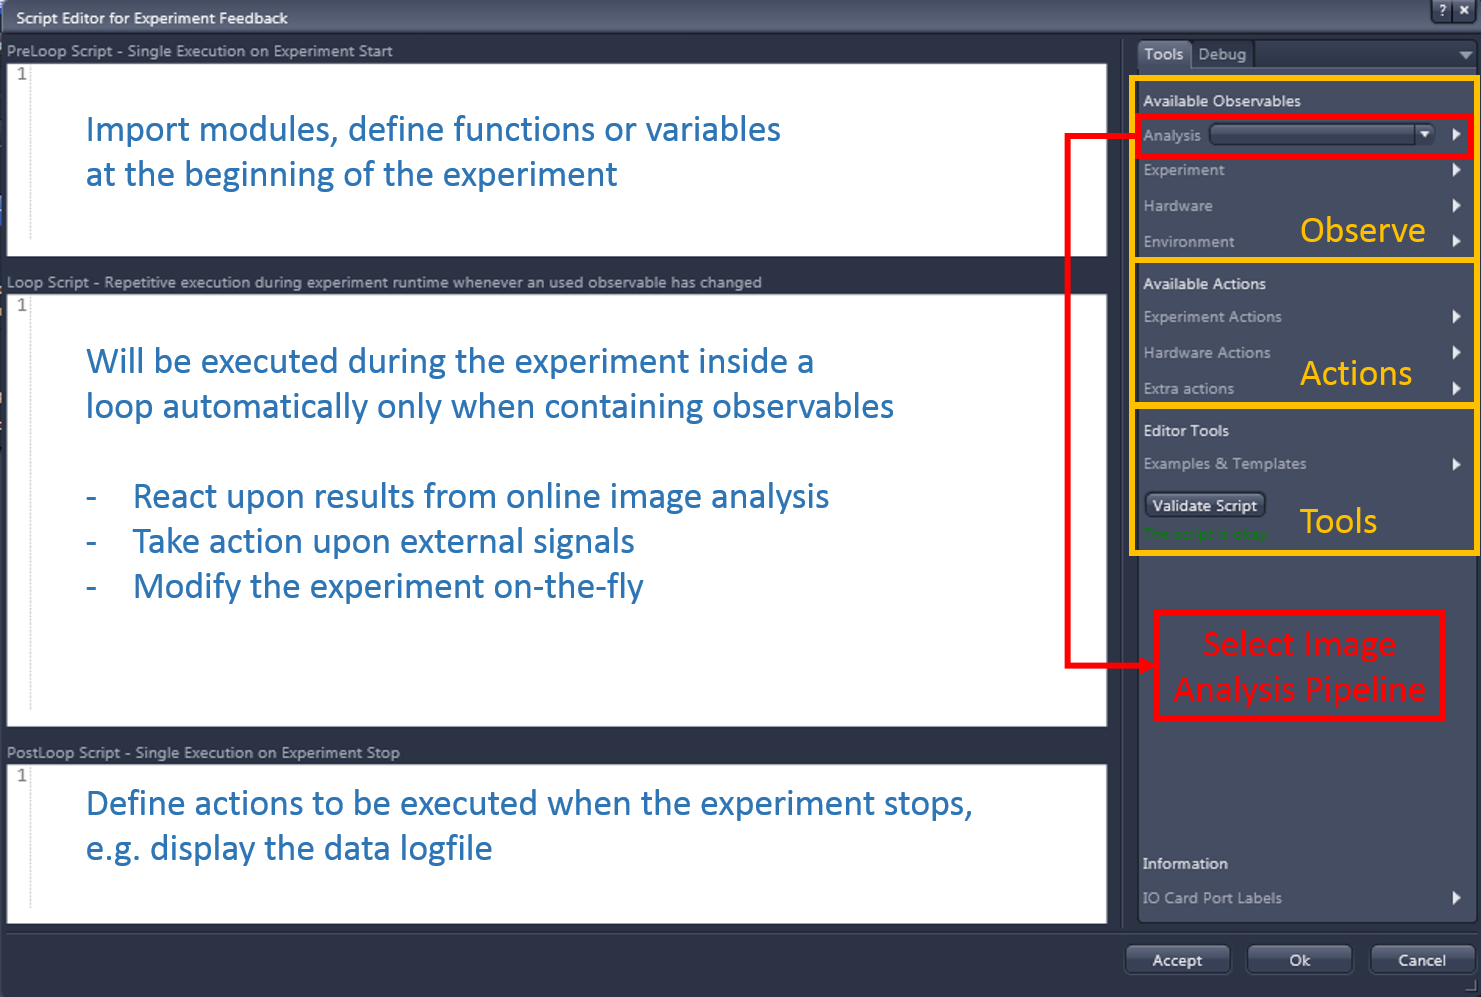 Script Editor for Experiment Feedback
? ×
PreLoop Script - Single Execution on Experiment Start
1
Import modules, define functions or variables
at the beginning of the experiment
Loop Script - Repetitive execution during experiment runtime whenever an used observable has changed
1
Will be executed during the experiment inside a
loop automatically only when containing observables
- React upon results from online image analysis
- Take action upon external signals
- Modify the experiment on-the-fly
PostLoop Script - Single Execution on Experiment Stop
1
Define actions to be executed when the experiment stops,
e.g. display the data logfile
Tools Debug
Available Observables
Analysis
Experiment
Hardware
Environment
Observe
Available Actions
Experiment Actions
Hardware Actions
Extra actions
Actions
Editor Tools
Examples & Templates
Validate Script
The script is okay.
Tools
Select Image
Analysis Pipeline
Information
IO Card Port Labels
Accept Ok Cancel